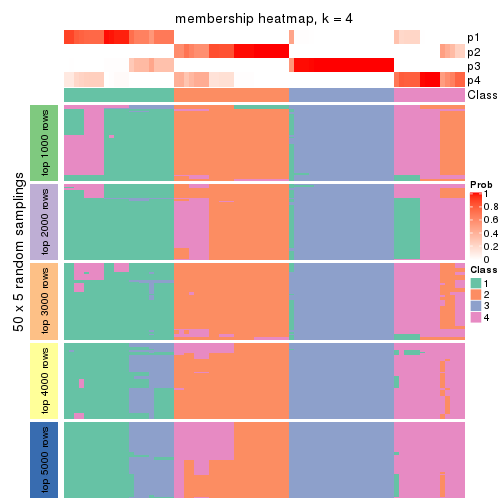 membership heatmap, k = 4
p1
p2
p3
p4
Class
50 x 5 random samplings
top 1000 rows
top 2000 rows
top 3000 rows
top 4000 rows
top 5000 rows
Prob
1
0.8
0.6
0.4
0.2
0
Class
1
2
3
4